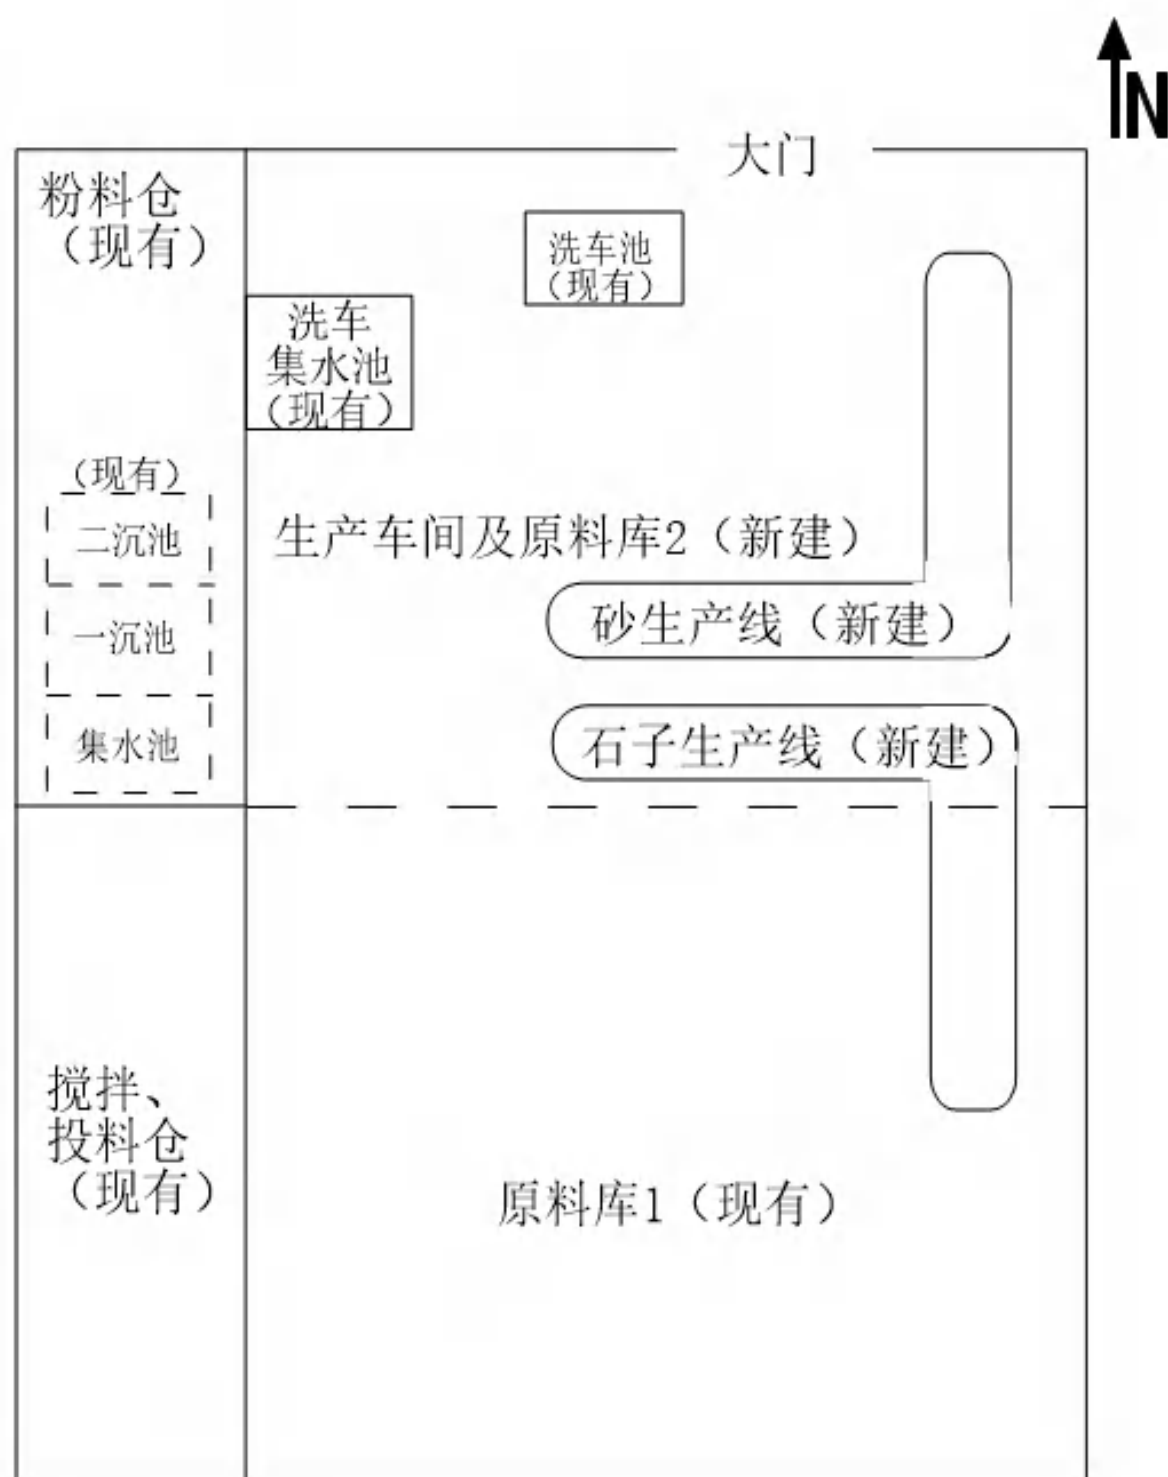 N
大门
粉料仓
（现有）
洗车池
（现有）
洗车
集水池
（现有）
（现有）
二沉池
一沉池
集水池
生产车间及原料库2（新建）
砂生产线（新建）
石子生产线（新建）
搅拌、
投料仓
（现有）
原料库1（现有）